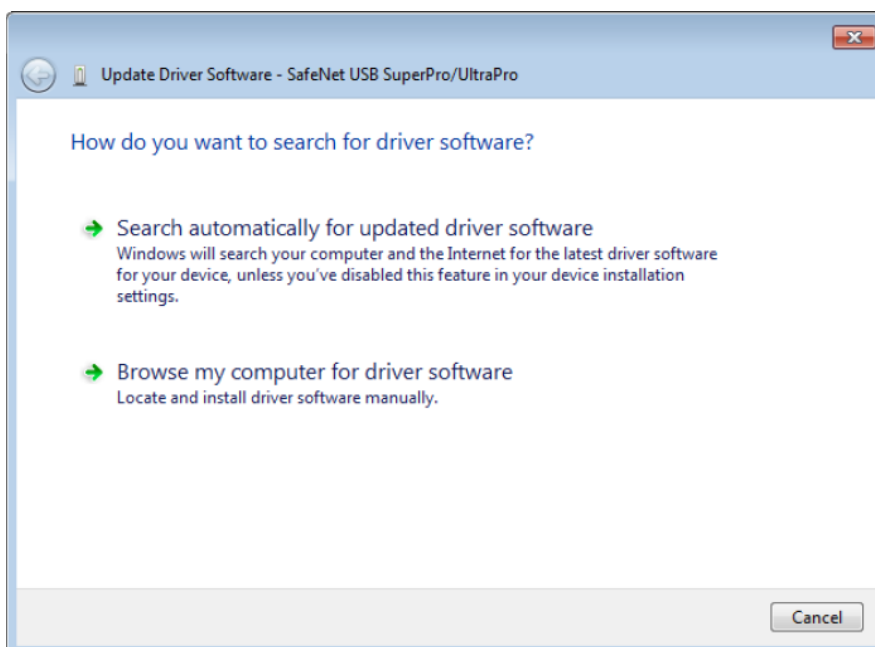 Update Driver Software - SafeNet USB SuperPro/UltraPro
How do you want to search for driver software?
Search automatically for updated driver software
Windows will search your computer and the Internet for the latest driver software
for your device, unless you've disabled this feature in your device installation
settings.
Browse my computer for driver software
Locate and install driver software manually.
Cancel